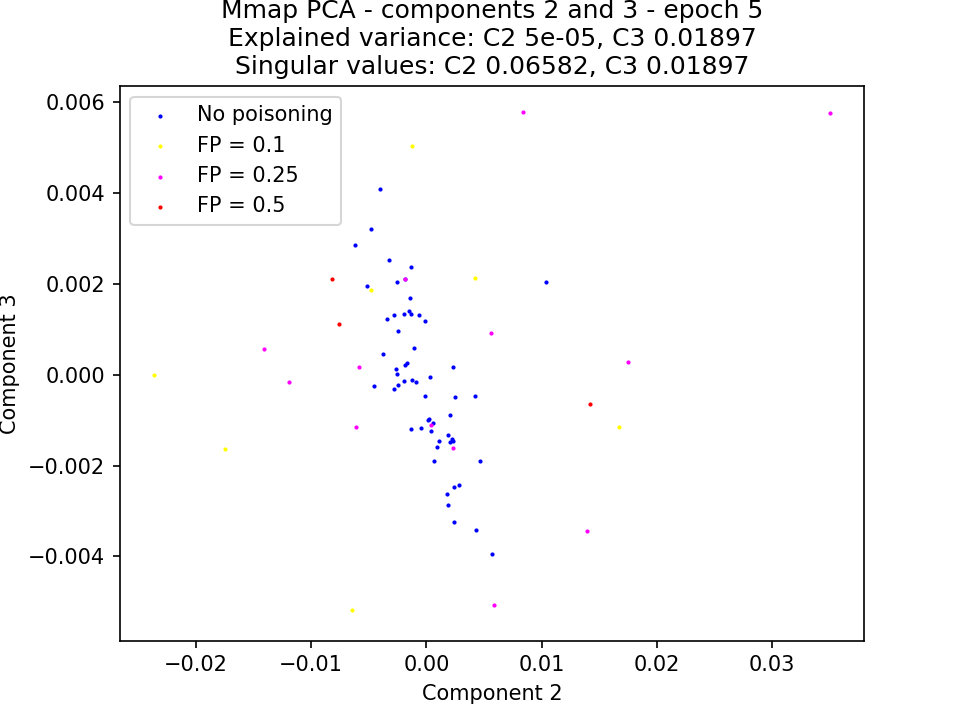 Mmap PCA - components 2 and 3 - epoch 5
Explained variance: C2 5e-05, C3 0.01897
Singular values: C2 0.06582, C3 0.01897
No poisoning
FP = 0.1
FP = 0.25
FP = 0.5
0.006
0.004
0.002
0.000
−0.002
−0.004
Component 3
−0.02
−0.01
0.00
0.01
0.02
0.03
Component 2